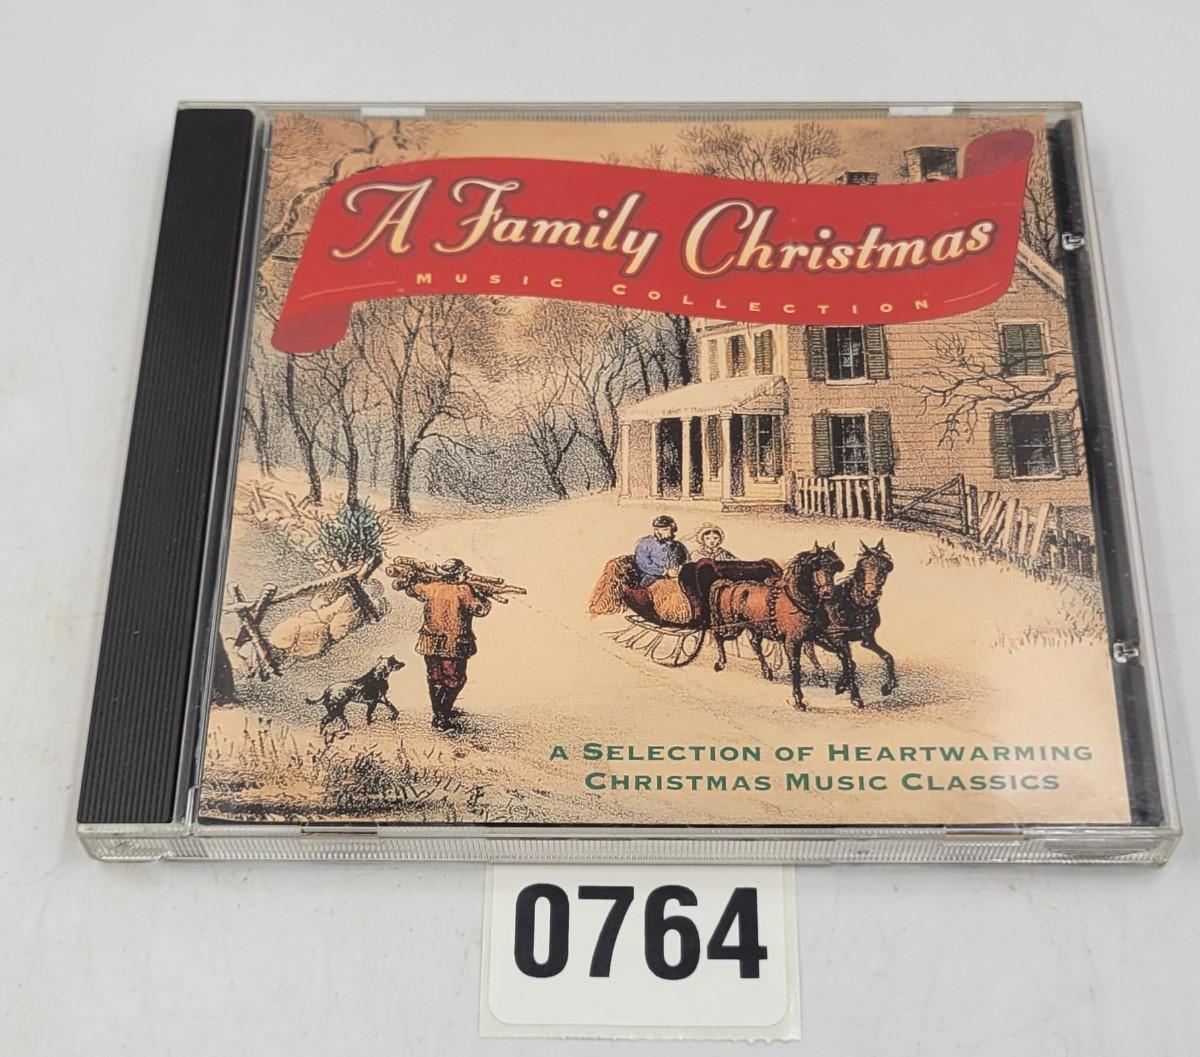 A Family Christmas
MUSIC COLLECTION
A SELECTION OF HEARTWARMING
CHRISTMAS MUSIC CLASSICS
0764